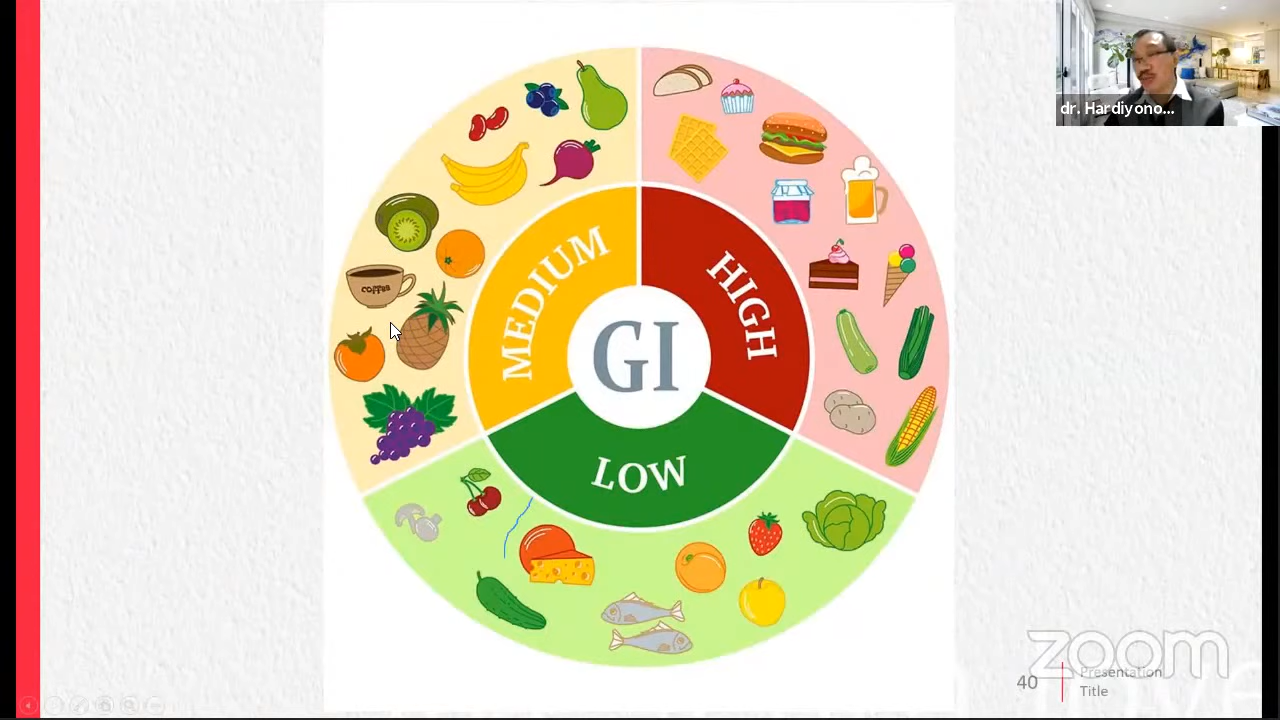 dr. Hardiyono...
MEDIUM
HIGH
GI
LOW
COFFEE
zoom
40
Presentation
Title